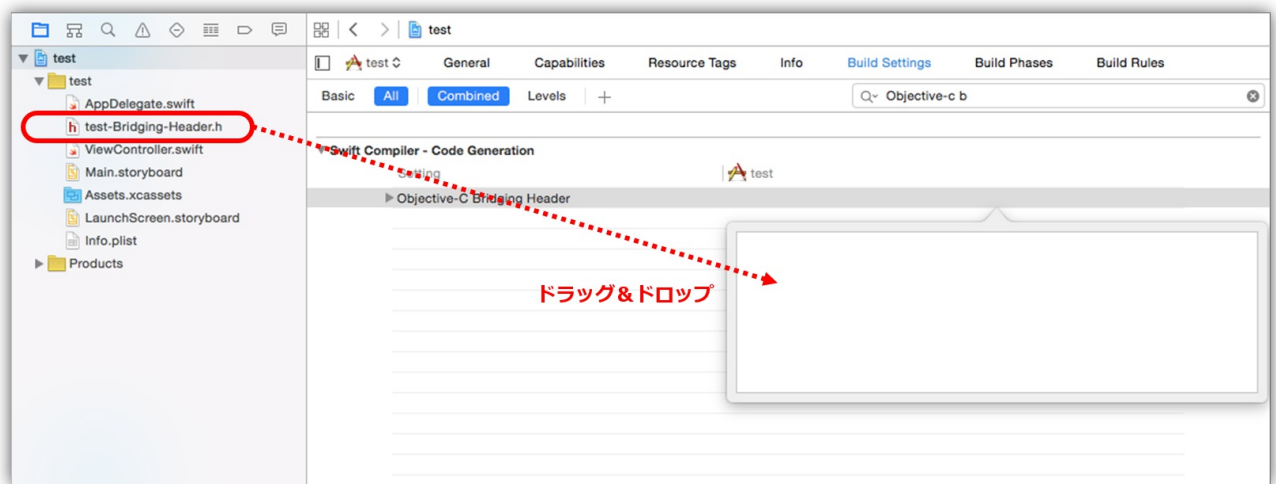 test
test
test
General
Capabilities
Resource Tags
Info
Build Settings
Build Phases
Build Rules
test
AppDelegate.swift
Basic
All
Combined
Levels
Objective-c b
h test-Bridging-Header.h
ViewController.swift
Swift Compiler - Code Generation
Main.storyboard
Setting
test
Assets.xcassets
Objective-C Bridging Header
LaunchScreen.storyboard
Info.plist
Products
ドラッグ&ドロップ